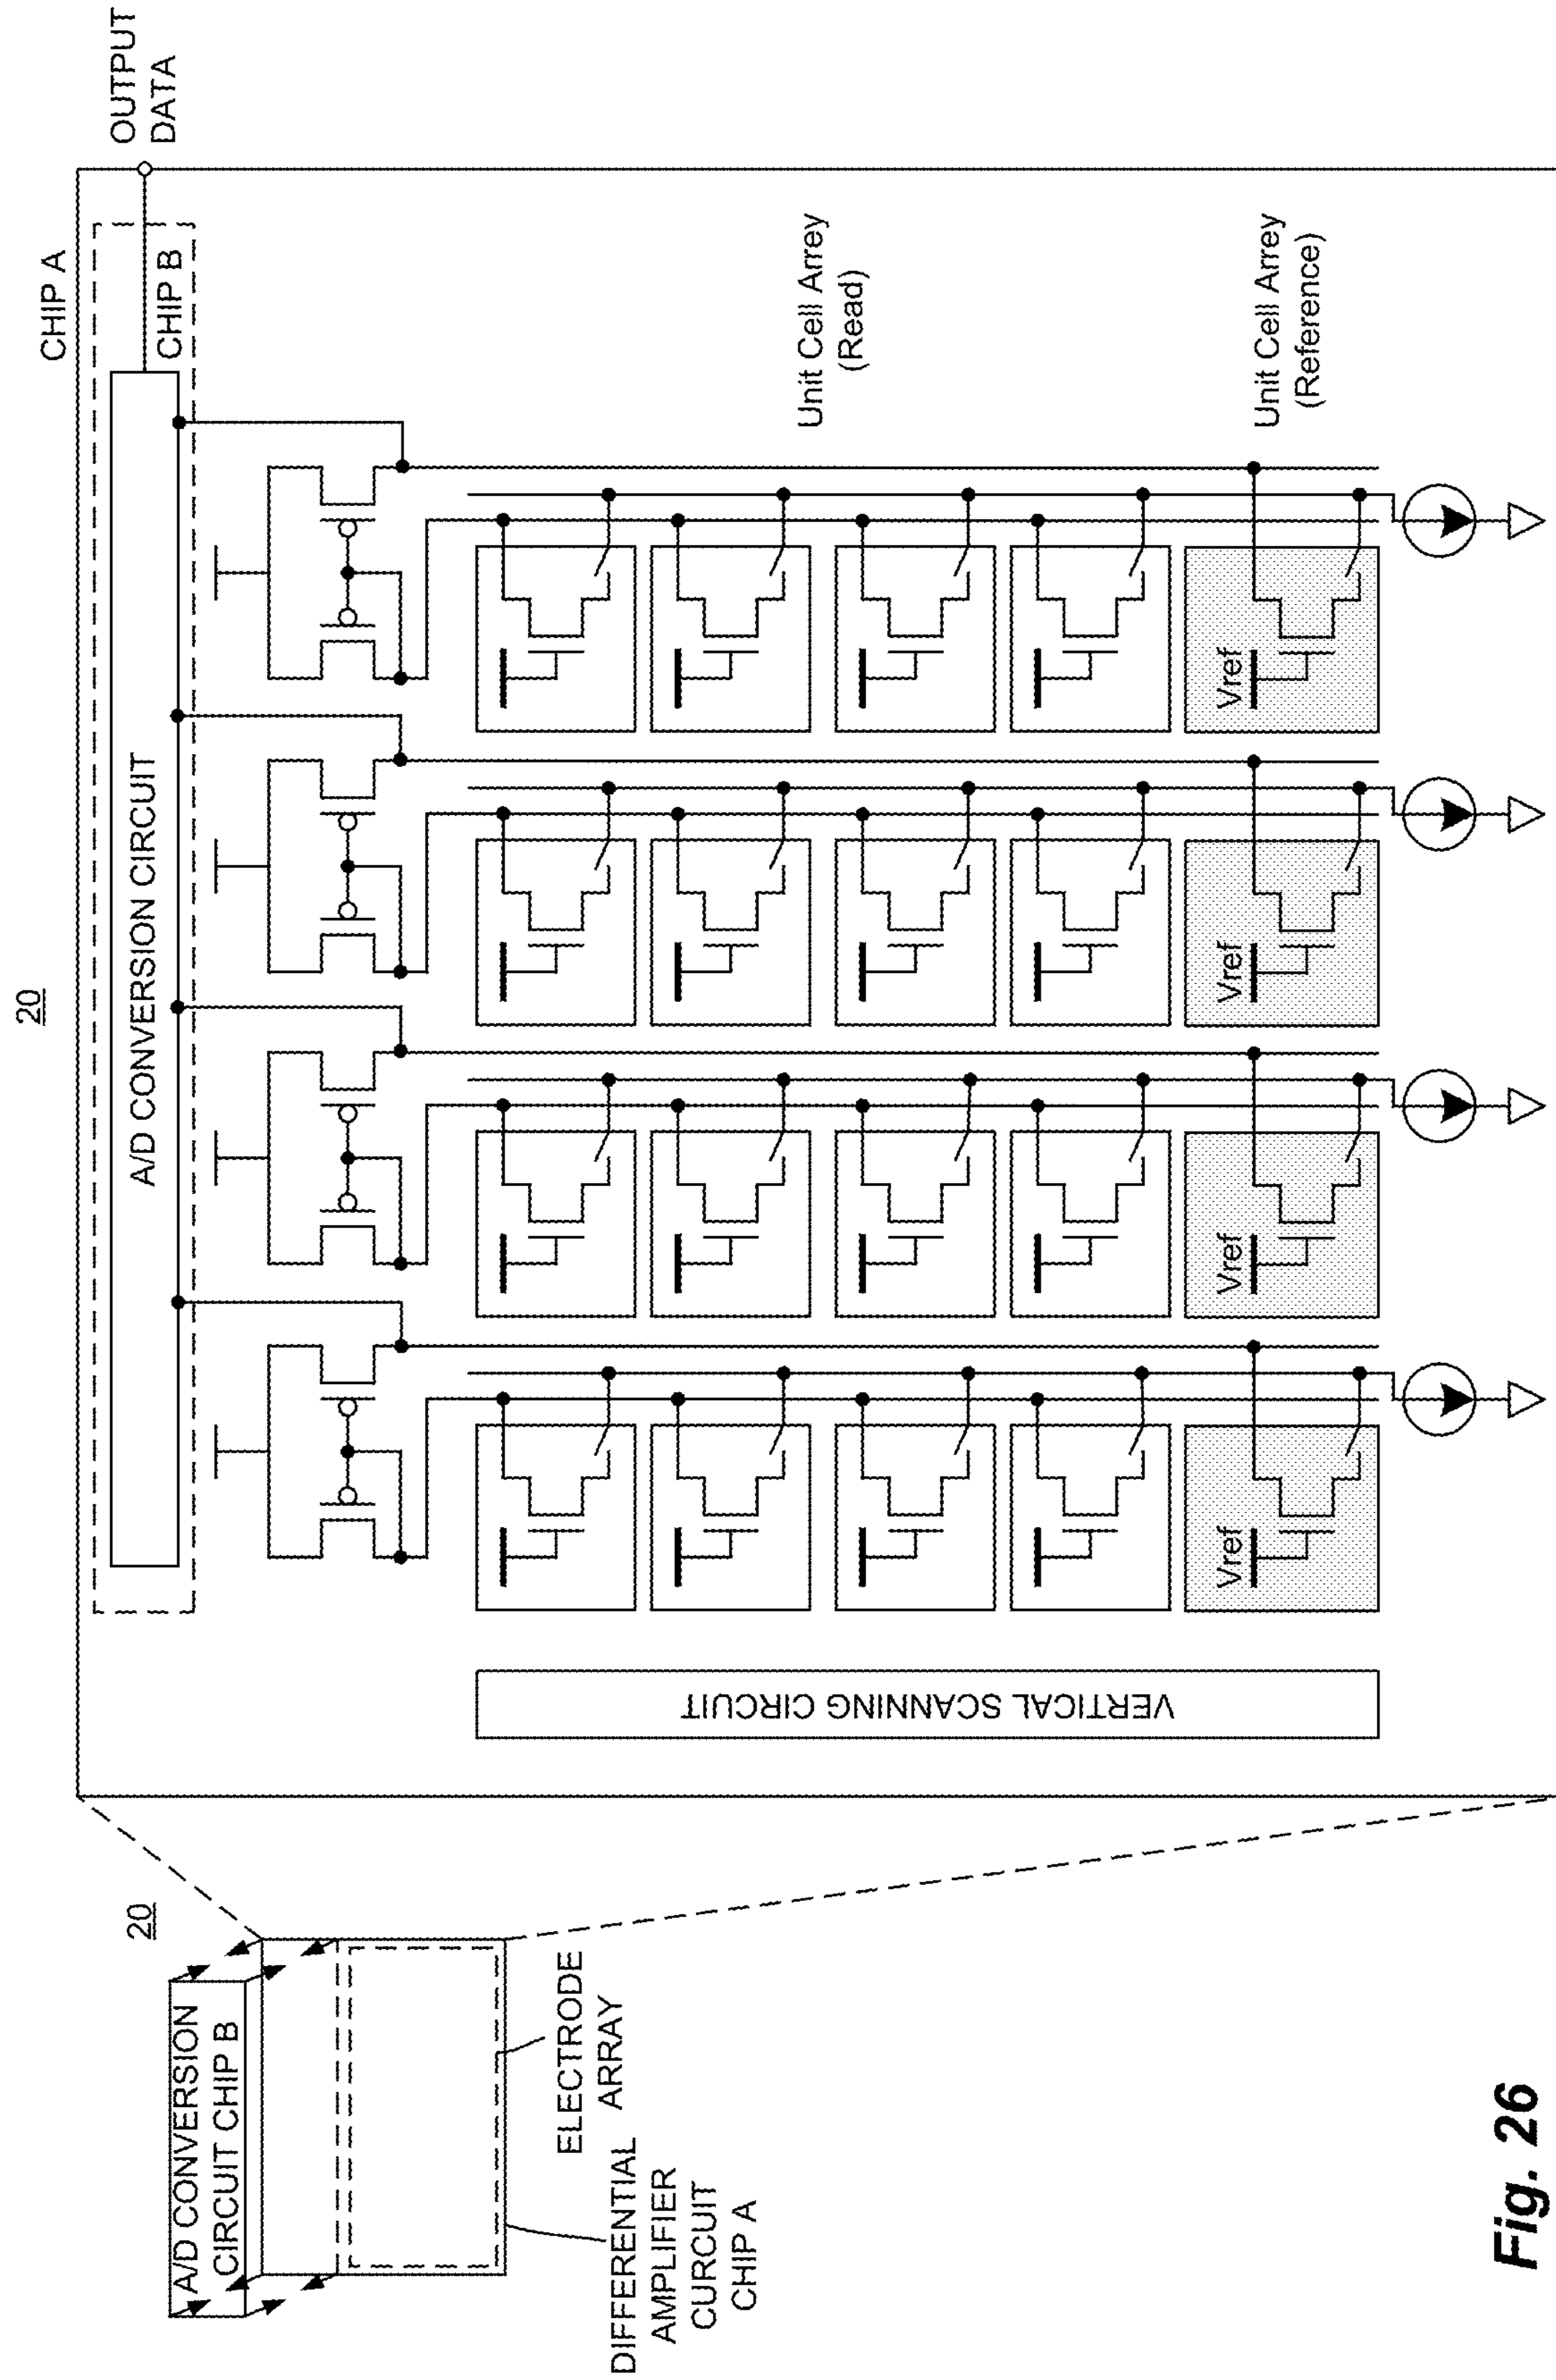 20
CHIP A
OUTPUT
DATA
CHIP B
A/D CONVERSION CIRCUIT
Unit Cell Arrey
(Read)
Unit Cell Array
(Reference)
Vref
Vref
Vref
Vref
VERTICAL SCANNING CIRCUIT
20
A/D CONVERSION
CIRCUIT CHIP B
ELECTRODE
ARRAY
DIFFERENTIAL
AMPLIFIER
CURCUIT
CHIP A
Fig. 26